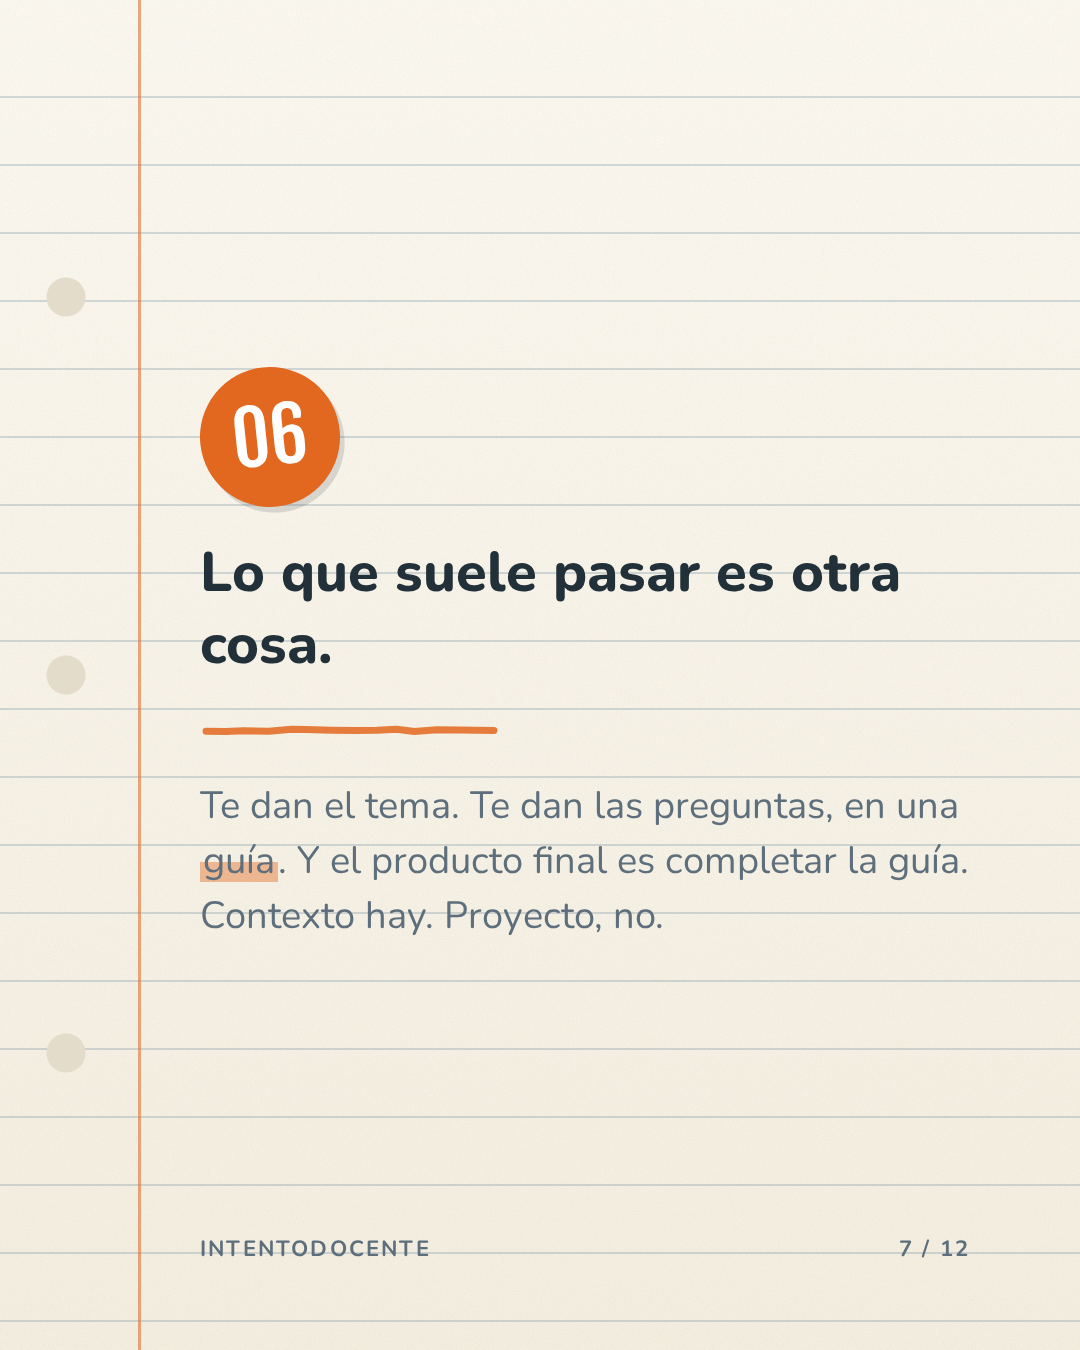 06
Lo que suele pasar es otra
cosa.
Te dan el tema. Te dan las preguntas, en una
guía. Y el producto final es completar la guía.
Contexto hay. Proyecto, no.
INTENTODOCENTE
7 / 12